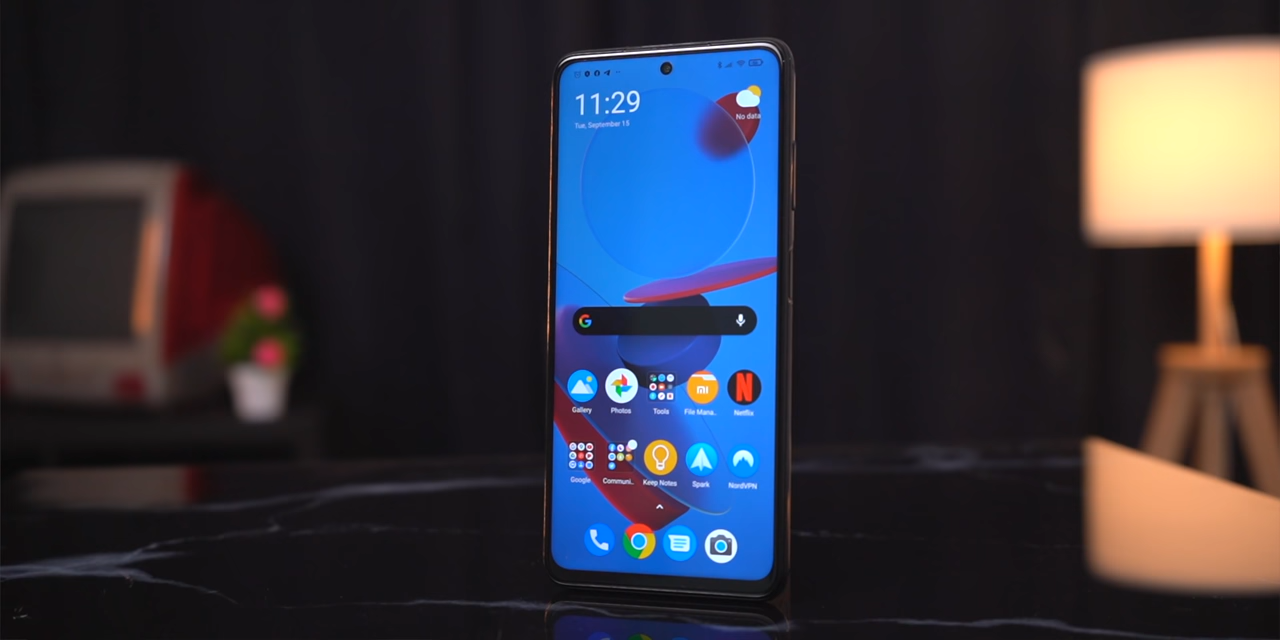 11:29
Tue, September 15
No data
Gallery Photos Tools File Mana.. Netflix
mi
N
Google Communi.. Keep Notes Spark NordVPN